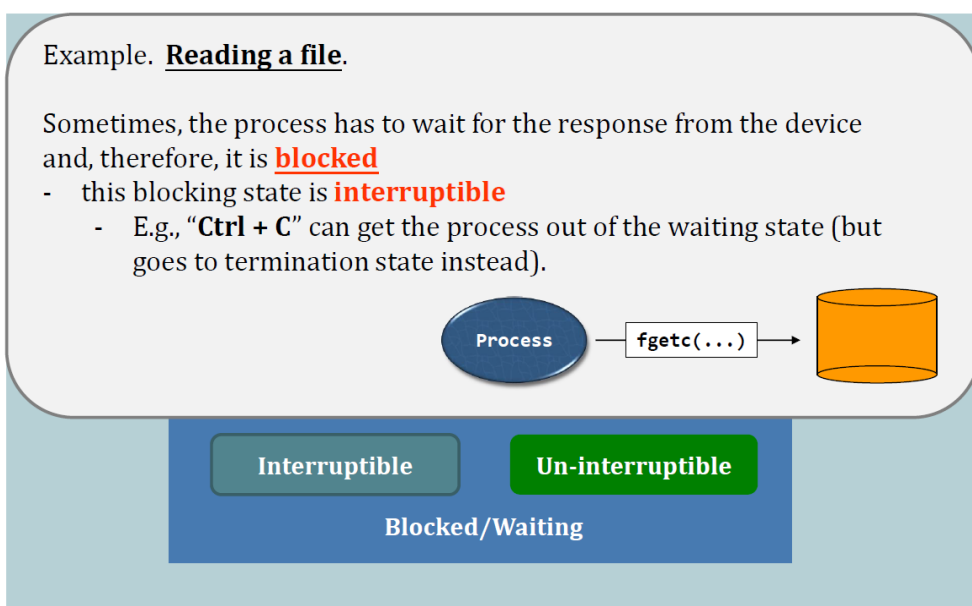 Example. Reading a file.
Sometimes, the process has to wait for the response from the device
and, therefore, it is blocked
- this blocking state is interruptible
- E.g., “Ctrl + C” can get the process out of the waiting state (but
goes to termination state instead).
Process
fgetc(...)
Interruptible
Un-interruptible
Blocked/Waiting